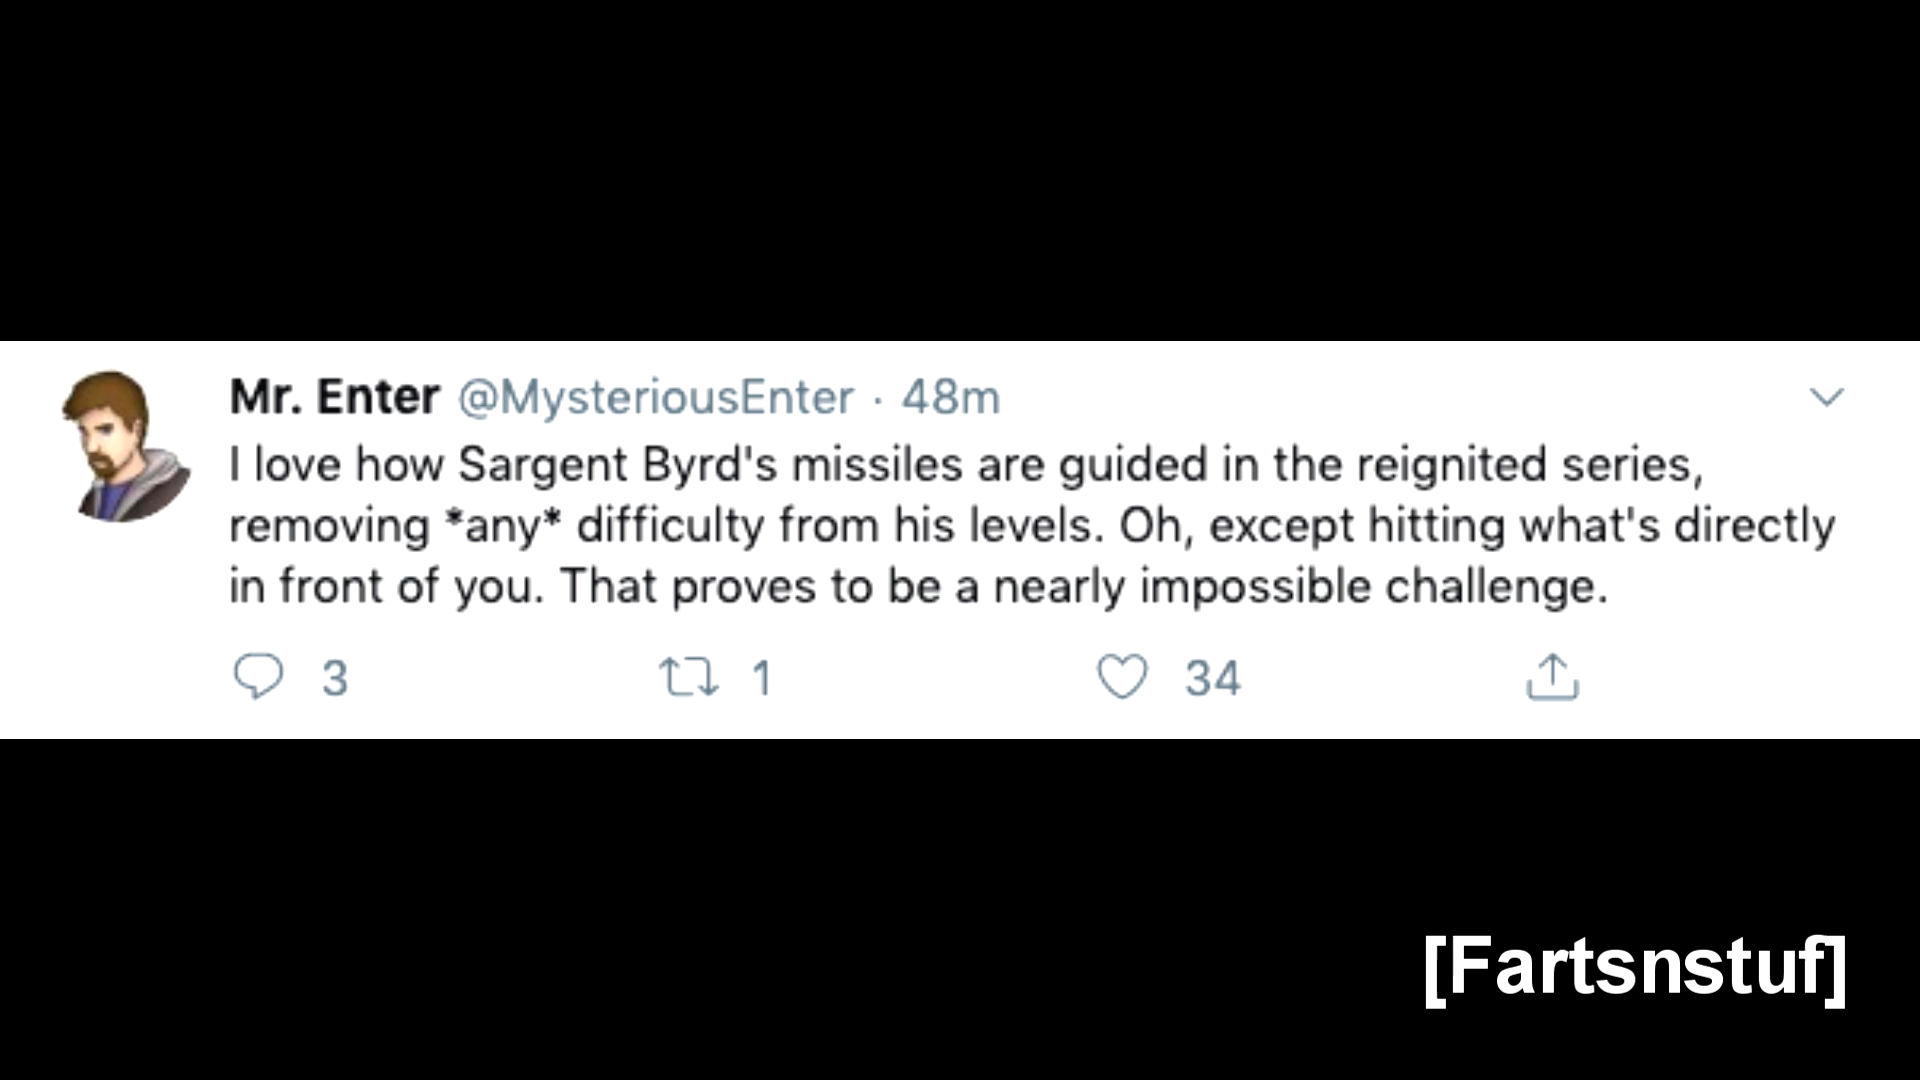 Mr. Enter @MysteriousEnter · 48m
I love how Sargent Byrd's missiles are guided in the reignited series,
removing *any* difficulty from his levels. Oh, except hitting what's directly
in front of you. That proves to be a nearly impossible challenge.
3 1 34
[Fartsnstuf]